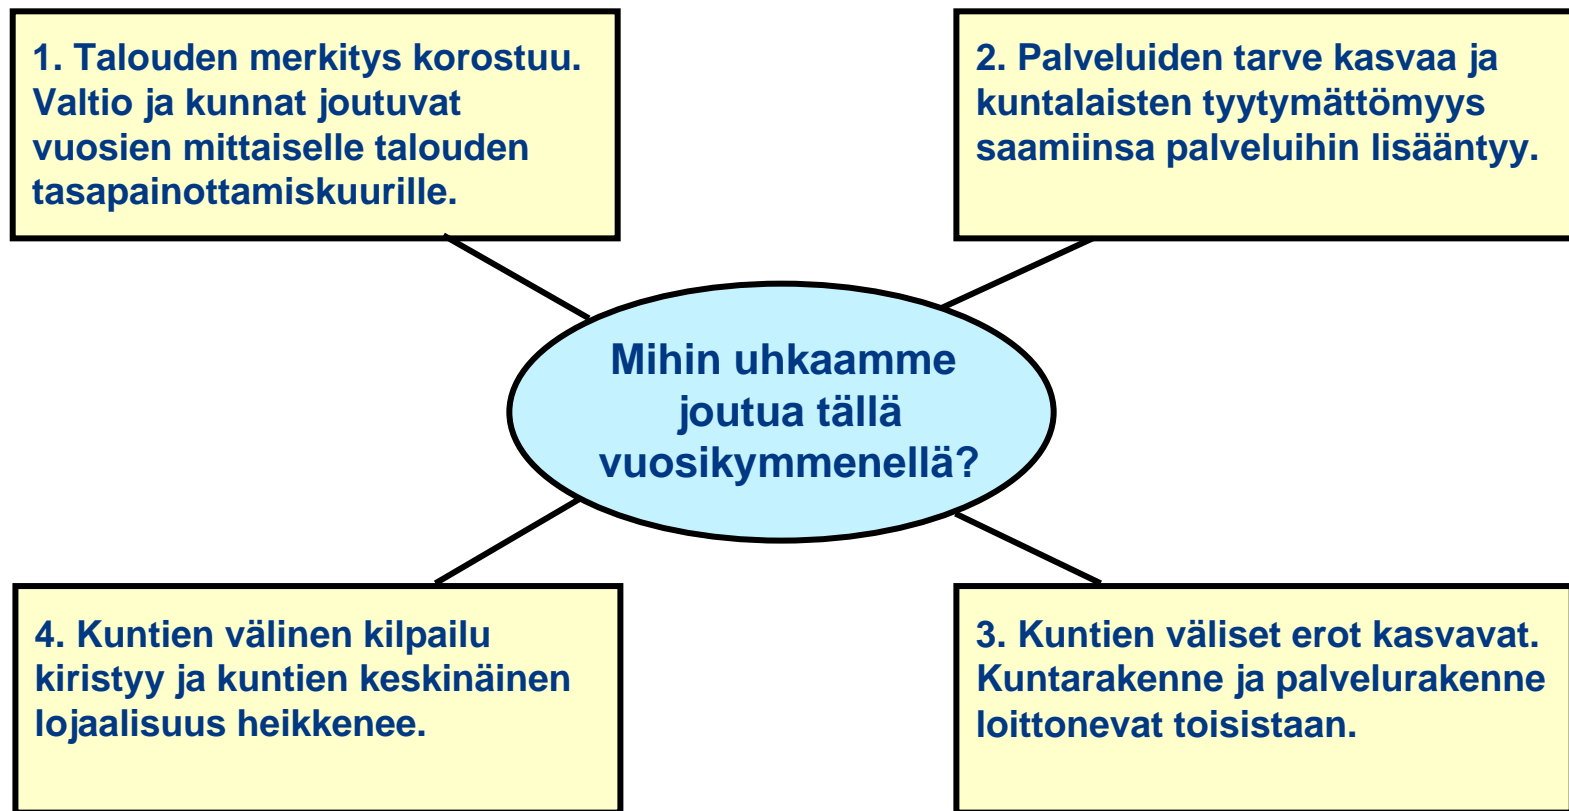 1. Talouden merkitys korostuu.
Valtio ja kunnat joutuvat
vuosien mittaiselle talouden
tasapainottamiskuurille.
2. Palveluiden tarve kasvaa ja
kuntalaisten tyytymättömyys
saamiinsa palveluihin lisääntyy.
Mihin uhkaamme
joutua tällä
vuosikymmenellä?
4. Kuntien välinen kilpailu
kiristyy ja kuntien keskinäinen
lojaalisuus heikkenee.
3. Kuntien väliset erot kasvavat.
Kuntarakenne ja palvelurakenne
loittonevat toisistaan.